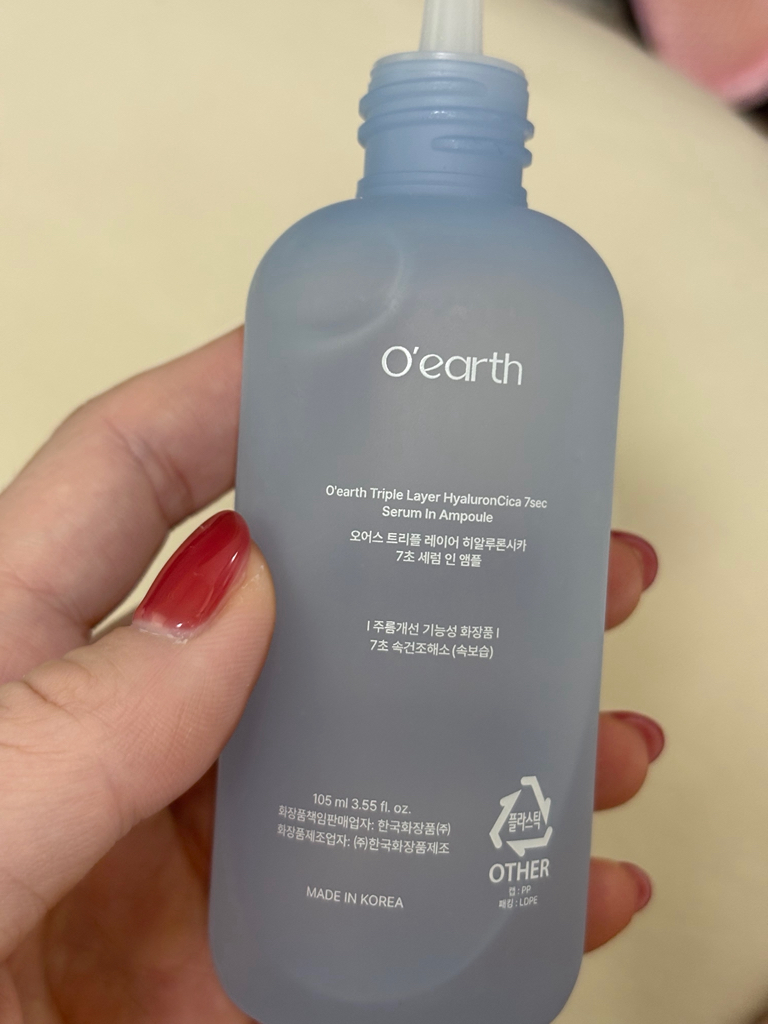 O'earth
O'earth Triple Layer HyaluronCica 7sec
Serum In Ampoule
오어스 트리플 레이어 히알루론시카
7초 세럼 인 앰플
I 주름개선 기능성 화장품 I
7초 속건조해소(속보습)
105 ml 3.55 fl. oz.
화장품책임판매업자: 한국화장품(주)
화장품제조업자: (주)한국화장품제조
MADE IN KOREA
플라스틱
OTHER
캡 : PP
패킹 : LDPE